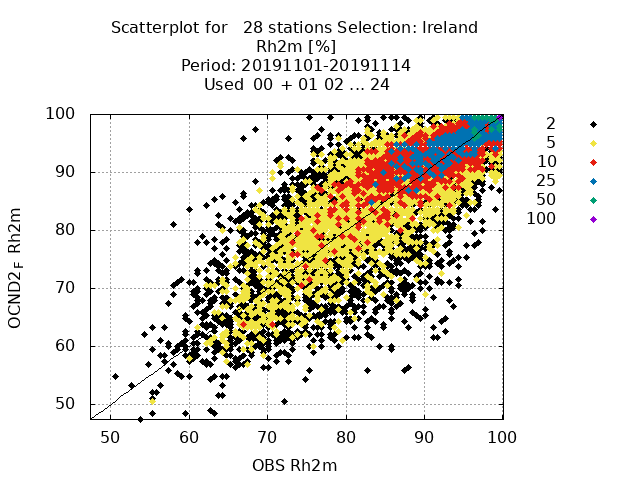 Scatterplot for 28 stations Selection: Ireland
Rh2m [%]
Period: 20191101-20191114
Used 00 + 01 02 ... 24
OCND2 F Rh2m
100
90
80
70
60
50
50 60 70 80 90 100
OBS Rh2m
2
5
10
25
50
100